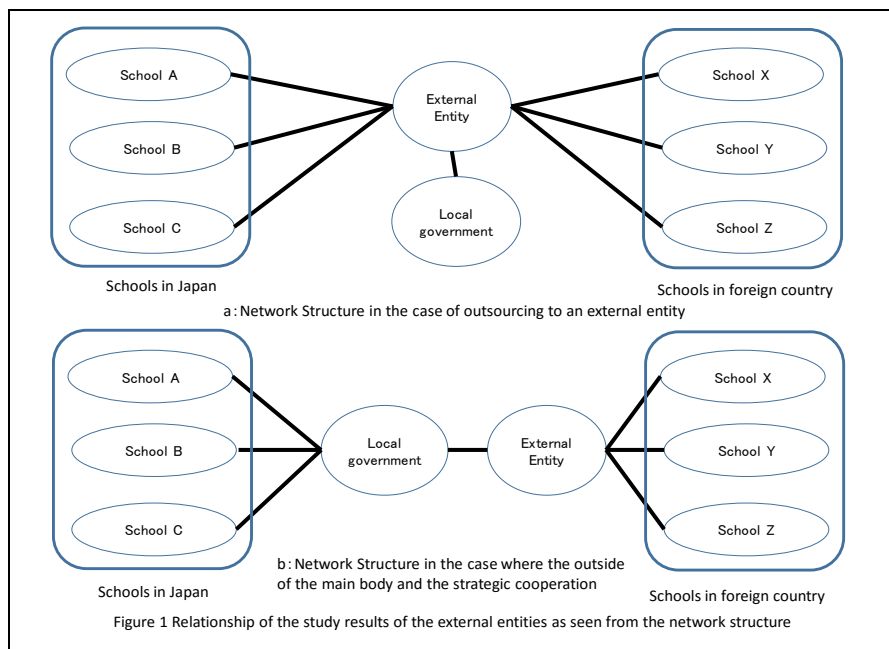 School A
School B
School C
Schools in Japan
External
Entity
Local
government
School X
School Y
School Z
Schools in foreign country
a：Network Structure in the case of outsourcing to an external entity
School A
School B
School C
Schools in Japan
Local
government
External
Entity
School X
School Y
School Z
Schools in foreign country
b：Network Structure in the case where the outside
of the main body and the strategic cooperation
Figure 1 Relationship of the study results of the external entities as seen from the network structure